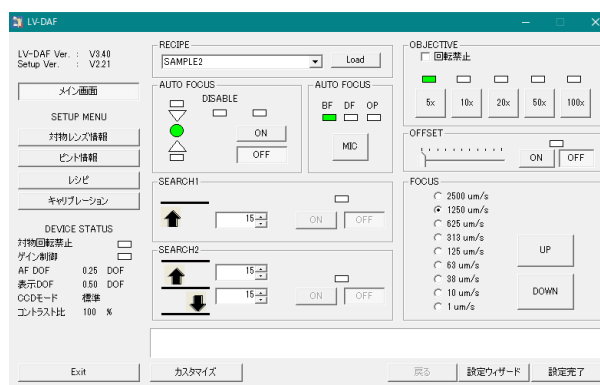 LV-DAF
LV-DAF Ver. : V3.40
Setup Ver. : V2.21
メイン画面
SETUP MENU
対物レンズ情報
ピント情報
レシピ
キャリブレーション
DEVICE STATUS
対物回転禁止
ゲイン制御
AF DOF 0.25 DOF
表示DOF 0.50 DOF
CCDモード 標準
コントラスト比 100 %
Exit
RECIPE
SAMPLE2
Load
AUTO FOCUS
DISABLE
ON
OFF
AUTO FOCUS
BF DF OP
MIC
SEARCH1
15
ON OFF
SEARCH2
15
15
ON OFF
OBJECTIVE
回転禁止
5x 10x 20x 50x 100x
OFFSET
ON OFF
FOCUS
2500 um/s
1250 um/s
625 um/s
313 um/s
125 um/s
63 um/s
38 um/s
10 um/s
1 um/s
UP
DOWN
カスタマイズ
戻る 設定ウィザード 設定完了